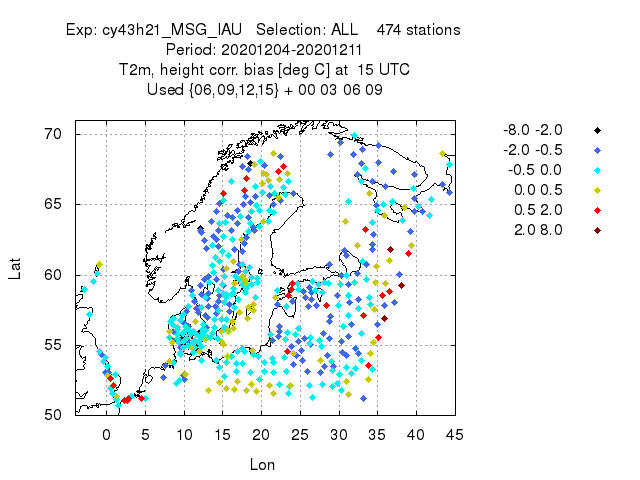 Exp: cy43h21_MSG_IAU Selection: ALL 474 stations
Period: 20201204-20201211
T2m, height corr. bias [deg C] at 15 UTC
Used {06,09,12,15} + 00 03 06 09
-8.0 -2.0
-2.0 -0.5
-0.5 0.0
0.0 0.5
0.5 2.0
2.0 8.0
Lat
70
65
60
55
50
0 5 10 15 20 25 30 35 40 45
Lon